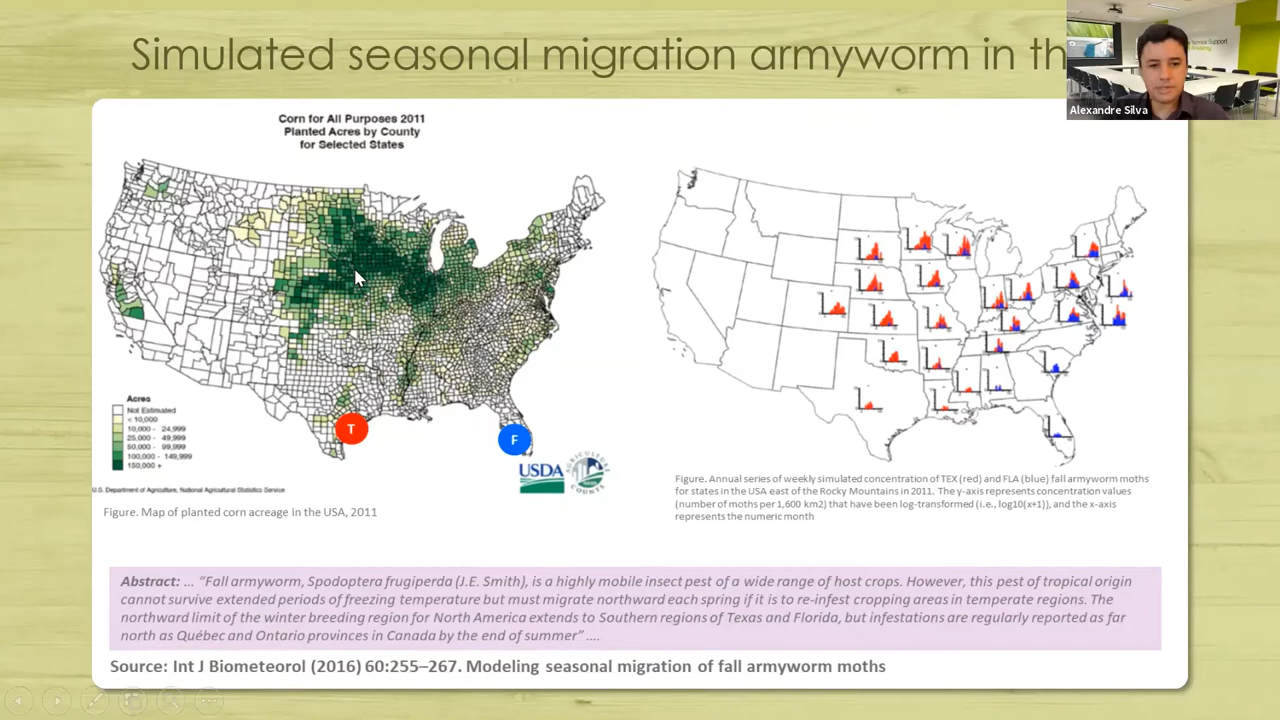 Simulated seasonal migration armyworm in th
Service Support
Academy
Alexandre Silva
Corn for All Purposes 2011
Planted Acres by County
for Selected States
Acres
Not Estimated
< 10,000
10,000 - 24,999
25,000 - 49,999
50,000 - 99,999
100,000 - 149,999
150,000 +
T
F
USDA
AGRICULTURE
COUNTS
U.S. Department of Agriculture, National Agricultural Statistics Service
Figure. Map of planted corn acreage in the USA, 2011
Figure. Annual series of weekly simulated concentration of TEX (red) and FLA (blue) fall armyworm moths
for states in the USA east of the Rocky Mountains in 2011. The y-axis represents concentration values
(number of moths per 1,600 km2) that have been log-transformed (i.e., log10(x+1)), and the x-axis
represents the numeric month
Abstract: ... “Fall armyworm, Spodoptera frugiperda (J.E. Smith), is a highly mobile insect pest of a wide range of host crops. However, this pest of tropical origin
cannot survive extended periods of freezing temperature but must migrate northward each spring if it is to re-infest cropping areas in temperate regions. The
northward limit of the winter breeding region for North America extends to Southern regions of Texas and Florida, but infestations are regularly reported as far
north as Québec and Ontario provinces in Canada by the end of summer” ....
Source: Int J Biometeorol (2016) 60:255–267. Modeling seasonal migration of fall armyworm moths